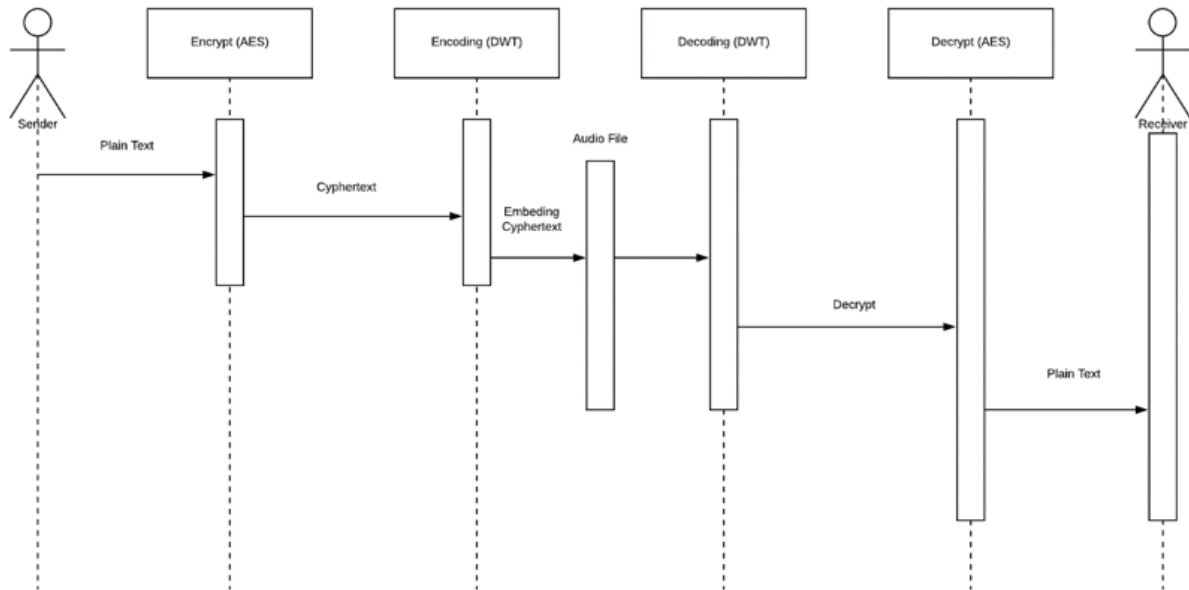 Encrypt (AES)
Encoding (DWT)
Decoding (DWT)
Decrypt (AES)
Sender
Receiver
Plain Text
Cyphertext
Audio File
Embeding
Cyphertext
Decrypt
Plain Text